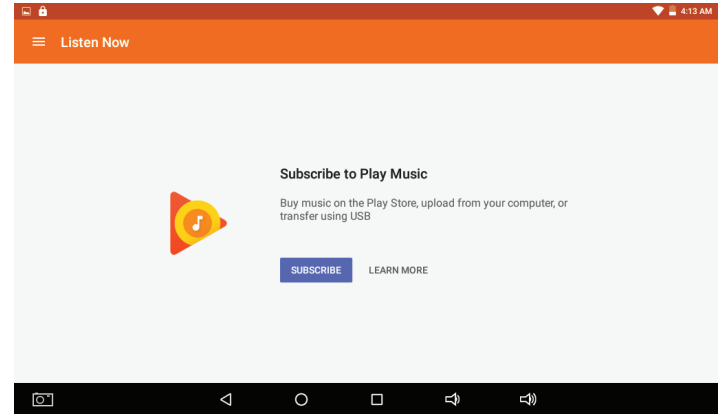 4:13 AM
Listen Now
Subscribe to Play Music
Buy music on the Play Store, upload from your computer, or
transfer using USB
SUBSCRIBE LEARN MORE